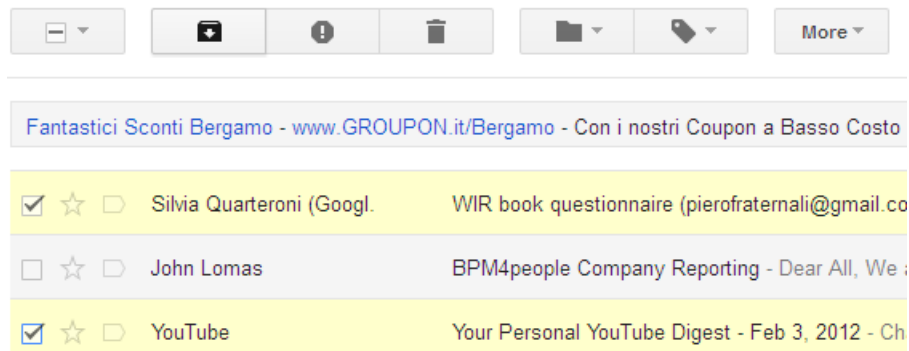 More
Fantastici Sconti Bergamo - www.GROUPON.it/Bergamo - Con i nostri Coupon a Basso Costo
Silvia Quarteroni (Googl. WIR book questionnaire (pierofraternali@gmail.co
John Lomas BPM4people Company Reporting - Dear All, We a
YouTube Your Personal YouTube Digest - Feb 3, 2012 - Ch